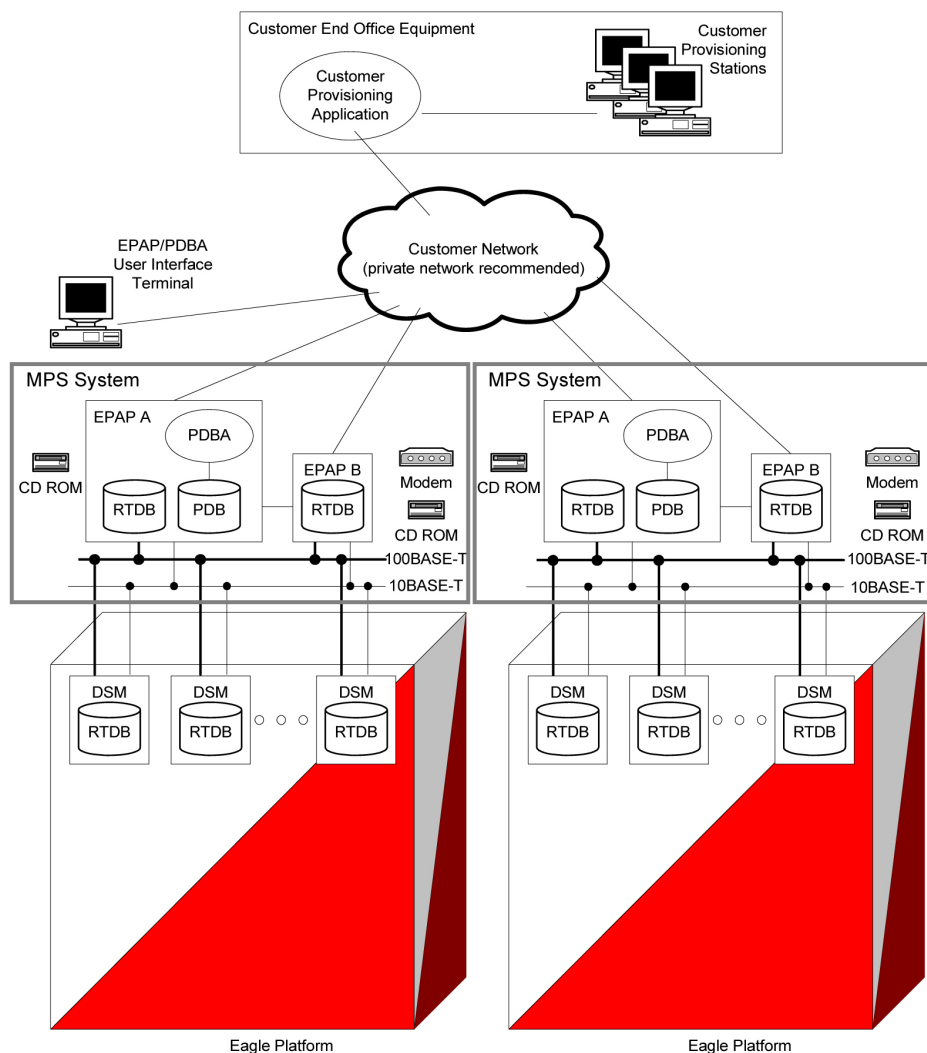 Customer End Office Equipment
Customer
Provisioning
Stations
Customer
Provisioning
Application
Customer Network
(private network recommended)
EPAP/PDBA
User Interface
Terminal
MPS System
EPAP A
PDBA
CD ROM
RTDB
PDB
EPAP B
RTDB
Modem
CD ROM
100BASE-T
10BASE-T
DSM
RTDB
DSM
RTDB
DSM
RTDB
Eagle Platform
MPS System
EPAP A
PDBA
CD ROM
RTDB
PDB
EPAP B
RTDB
Modem
CD ROM
100BASE-T
10BASE-T
DSM
RTDB
DSM
RTDB
DSM
RTDB
Eagle Platform